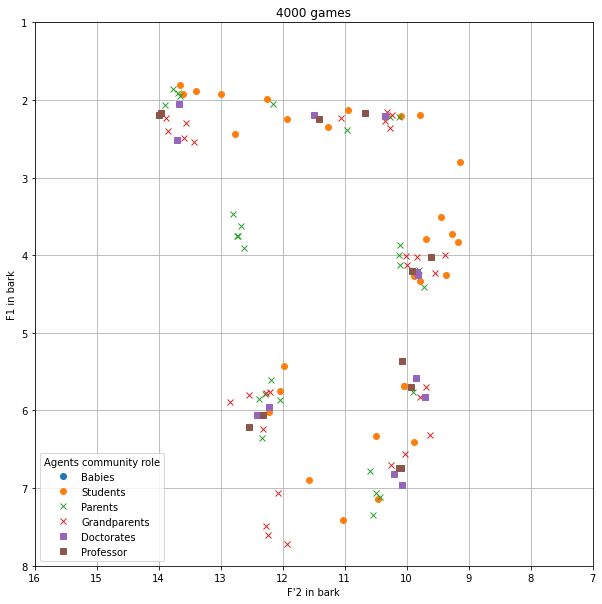 4000 games
1
2
3
4
5
6
7
8
F1 in bark
Agents community role
Babies
Students
Parents
Grandparents
Doctorates
Professor
16 15 14 13 12 11 10 9 8 7
F'2 in bark